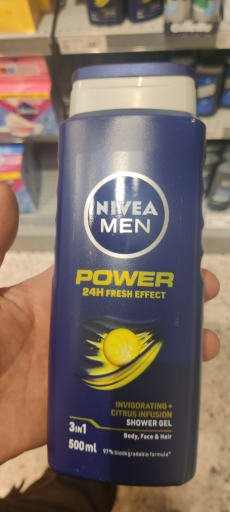 NIVEA
MEN
POWER
24H FRESH EFFECT
INVIGORATING +
CITRUS INFUSION
SHOWER GEL
3IN1
Body, Face & Hair
500ml
97% biodegradable formula*